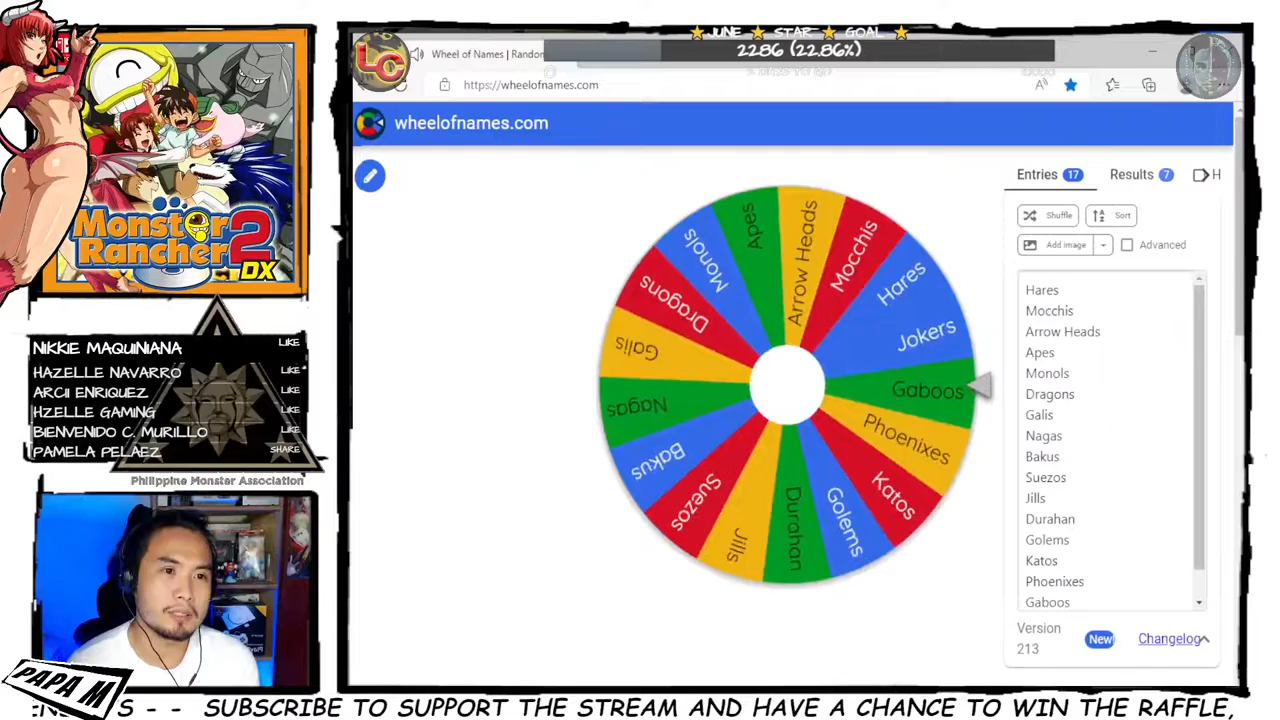 JUNE STAR GOAL
2286 (22.86%)
LC
Wheel of Names | Random
https://wheelofnames.com
wheelofnames.com
Monster
Rancher 2
DX
NIKKIE MAQUINIANA LIKE
HAZELLE NAVARRO LIKE
ARCII ENRIQUEZ LIKE
HZELLE GAMING LIKE
BIENVENIDO C. MURILLO LIKE
PAMELA PELAEZ SHARE
Philippine Monster Association
Apes
Arrow Heads
Mocchis
Hares
Jokers
Gaboos
Phoenixes
Katos
Golems
Durahan
Jills
Suezos
Bakus
Nagas
Galis
Dragons
Monols
Entries 17 Results 7 H
Shuffle Sort
Add image Advanced
Hares
Mocchis
Arrow Heads
Apes
Monols
Dragons
Galis
Nagas
Bakus
Suezos
Jills
Durahan
Golems
Katos
Phoenixes
Gaboos
Version
213
New!
Changelog
PAPA M
S - - SUBSCRIBE TO SUPPORT THE STREAM AND HAVE A CHANCE TO WIN THE RAFFLE,